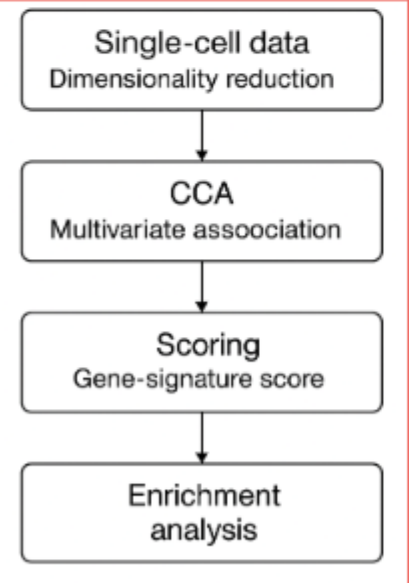 Single-cell data
Dimensionality reduction
CCA
Multivariate assoociation
Scoring
Gene-signature score
Enrichment
analysis